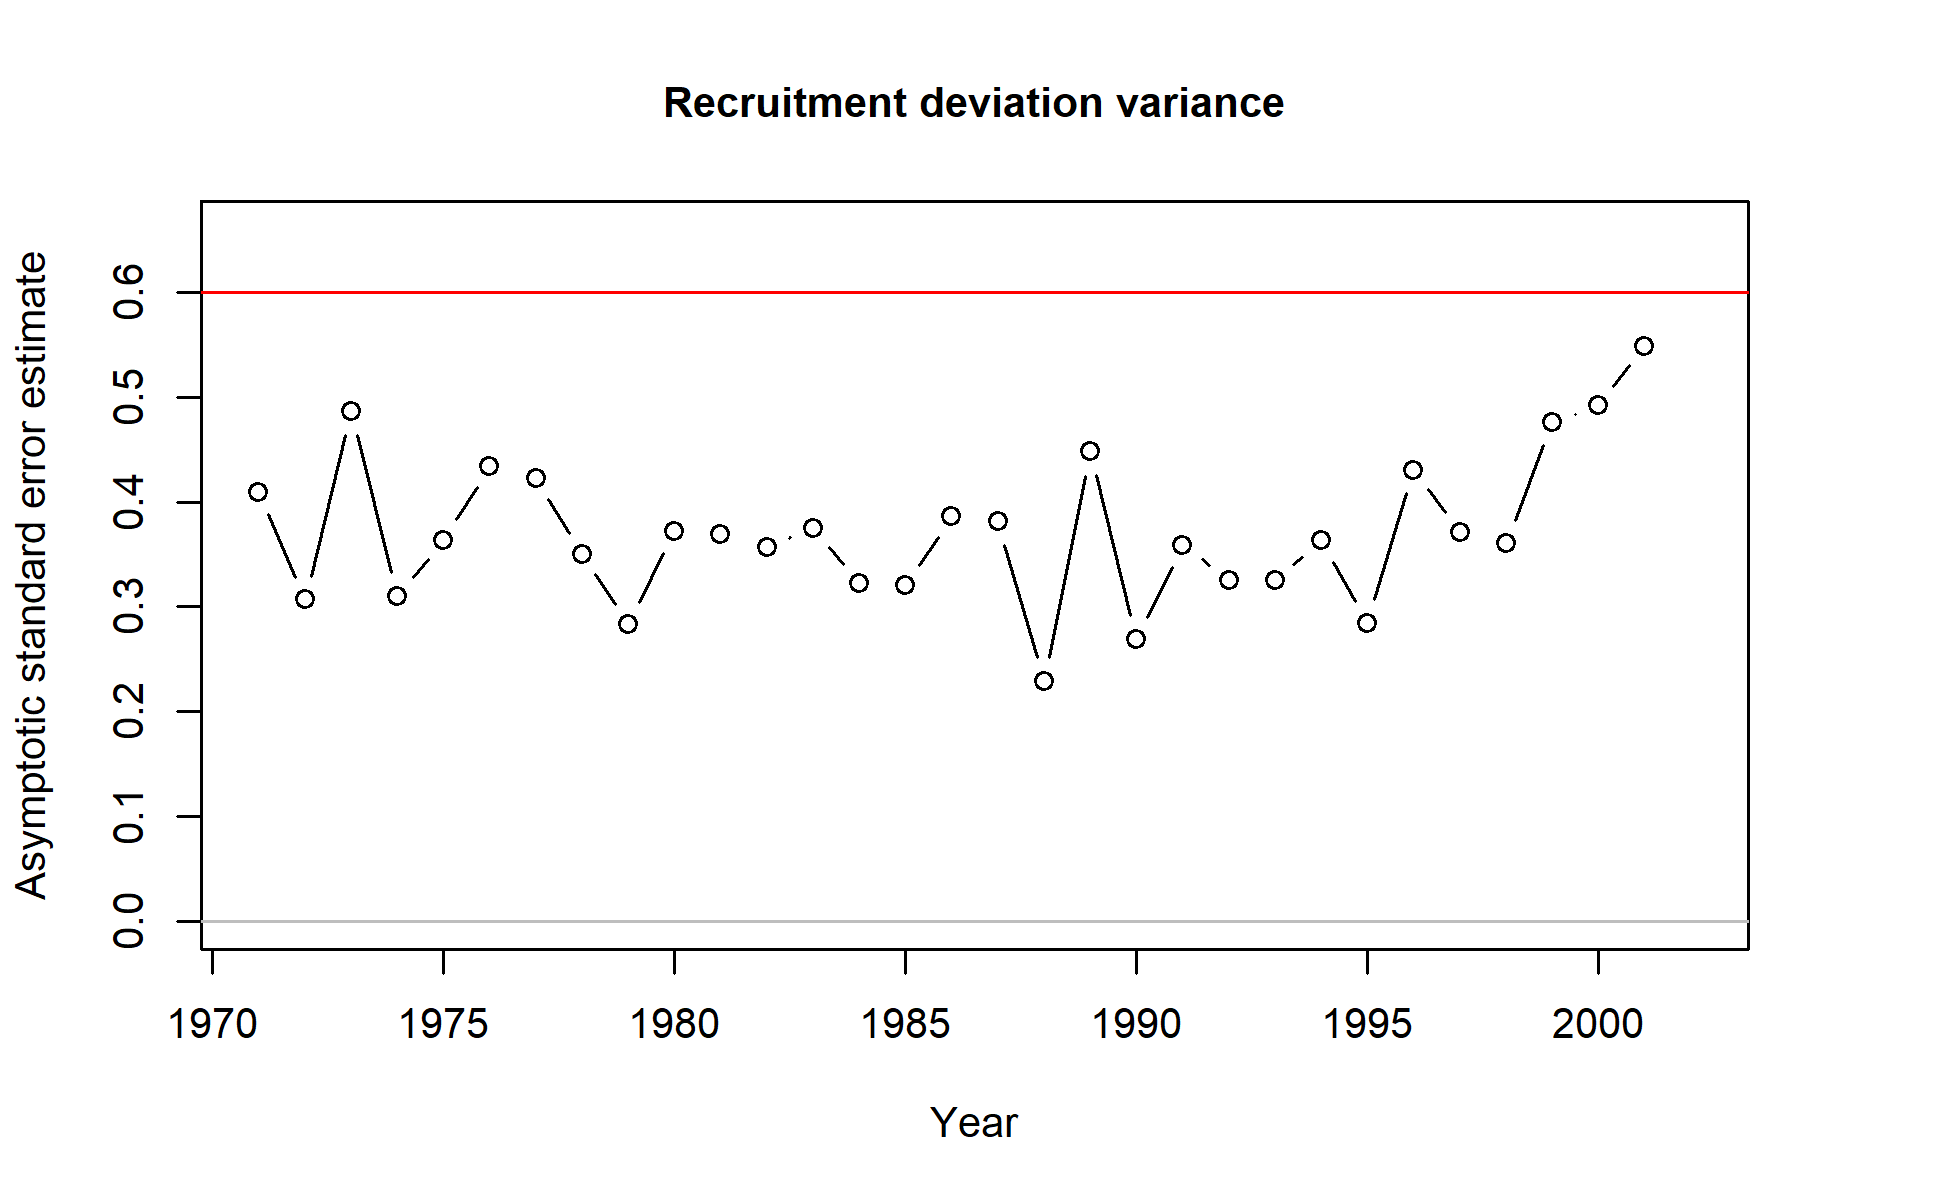 Recruitment deviation variance
Asymptotic standard error estimate
0.6
0.5
0.4
0.3
0.2
0.1
0.0
1970 1975 1980 1985 1990 1995 2000
Year